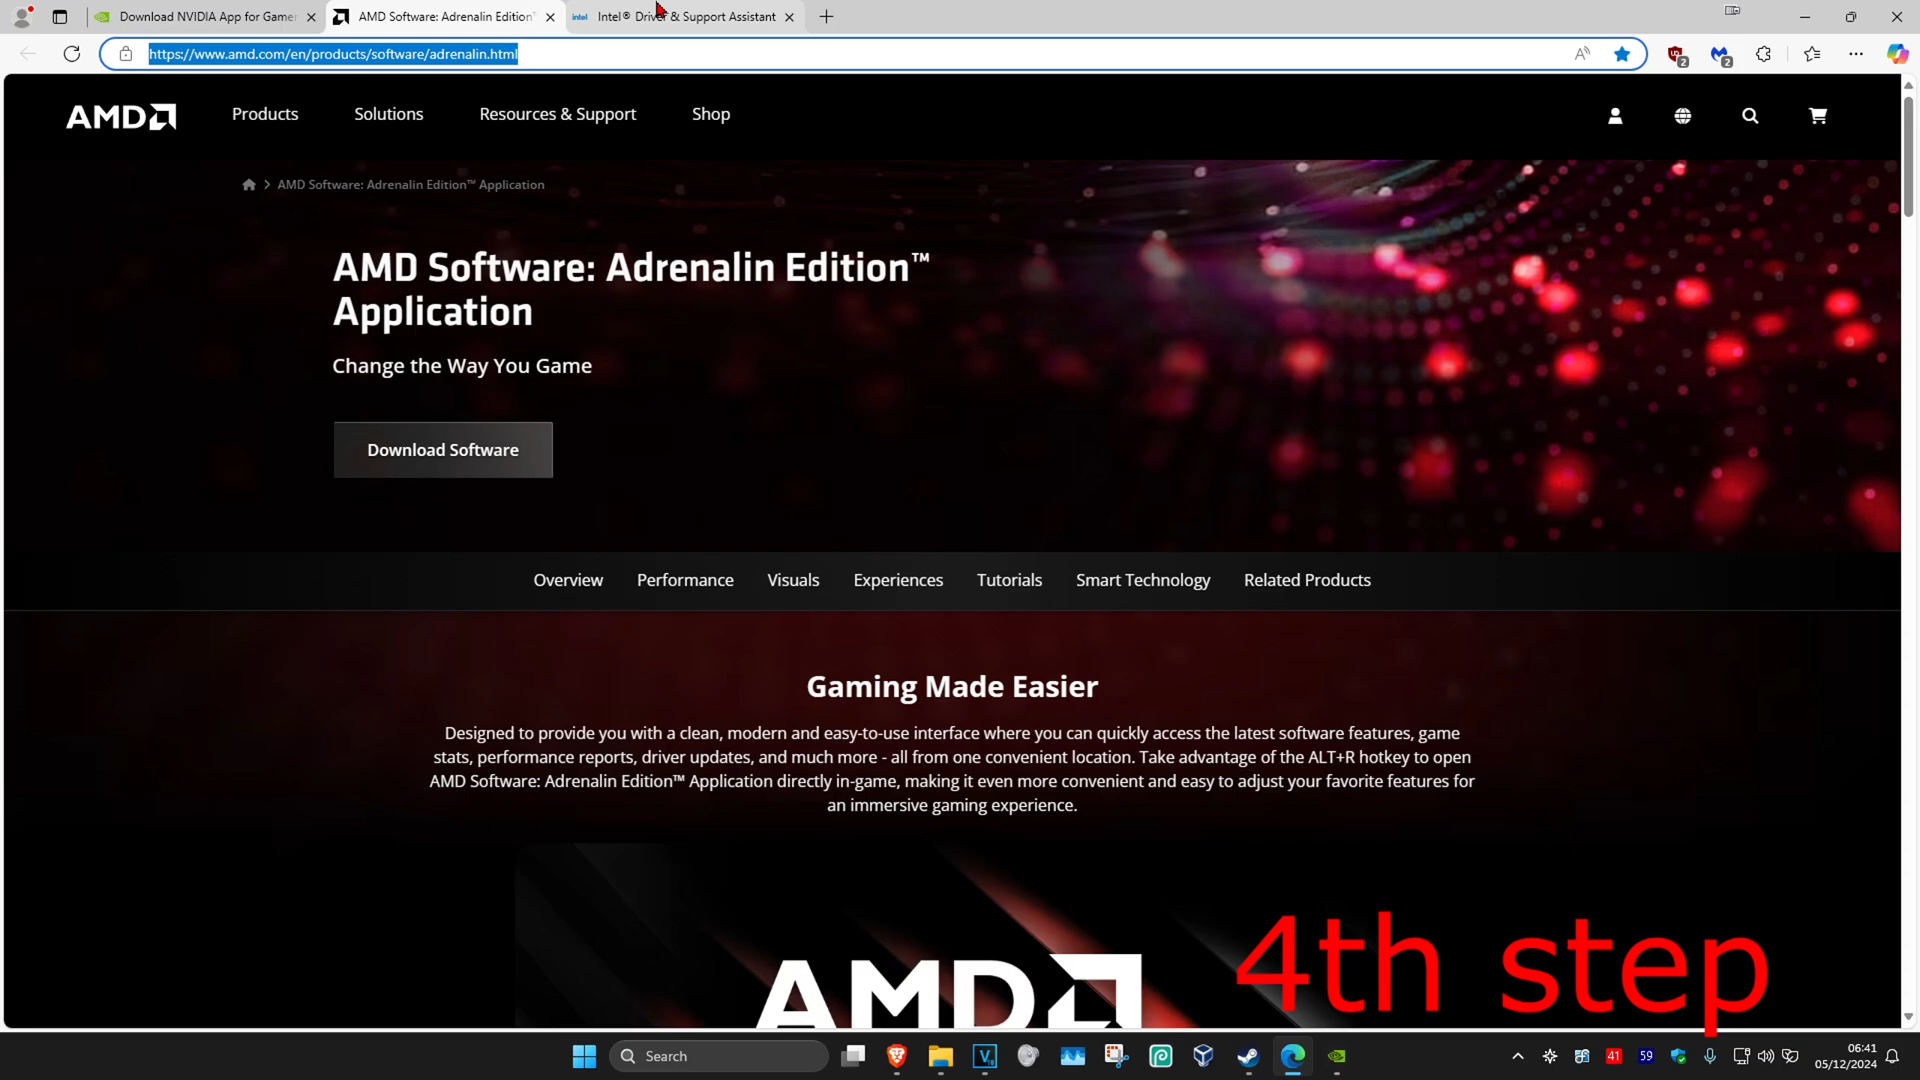 Download NVIDIA App for Gamer
AMD Software: Adrenalin Edition™
intel Intel® Driver & Support Assistant
https://www.amd.com/en/products/software/adrenalin.html
2
2
AMD
Products
Solutions
Resources & Support
Shop
AMD Software: Adrenalin Edition™ Application
AMD Software: Adrenalin Edition™
Application
Change the Way You Game
Download Software
Overview
Performance
Visuals
Experiences
Tutorials
Smart Technology
Related Products
Gaming Made Easier
Designed to provide you with a clean, modern and easy-to-use interface where you can quickly access the latest software features, game
stats, performance reports, driver updates, and much more - all from one convenient location. Take advantage of the ALT+R hotkey to open
AMD Software: Adrenalin Edition™ Application directly in-game, making it even more convenient and easy to adjust your favorite features for
an immersive gaming experience.
AMD
4th step
Search
41
59
06:41
05/12/2024